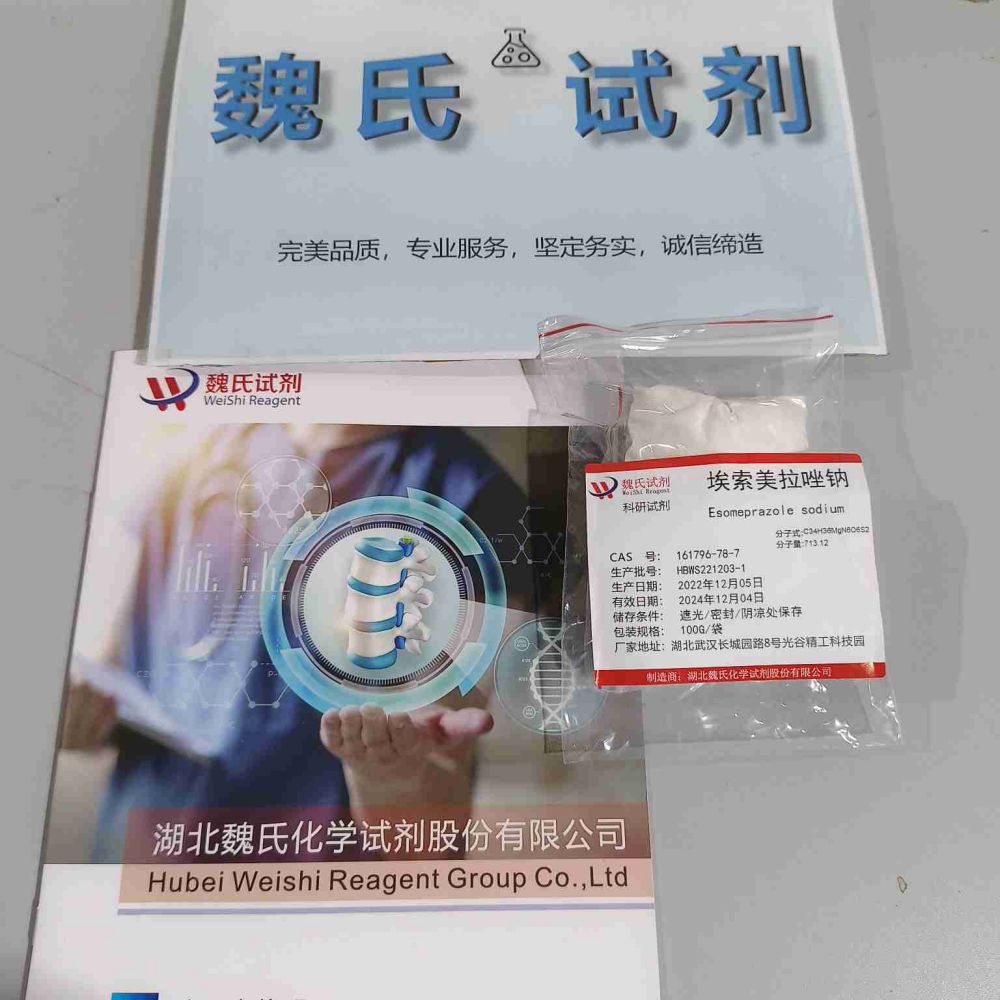 魏氏 试剂
完美品质，专业服务，坚定务实，诚信缔造
魏氏试剂
WeiShi Reagent
湖北魏氏化学试剂股份有限公司
Hubei Weishi Reagent Group Co.,Ltd
魏氏试剂
WeiShi Reagent
科研试剂
埃索美拉唑钠
Esomeprazole sodium
分子式:C34H36MgN6O6S2
分子量:713.12
CAS 号: 161796-78-7
生产批号: HBWS221203-1
生产日期: 2022年12月05日
有效日期: 2024年12月04日
储存条件: 遮光/密封/阴凉处保存
包装规格: 100G/袋
厂家地址: 湖北武汉长城园路8号光谷精工科技园
制造商: 湖北魏氏化学试剂股份有限公司